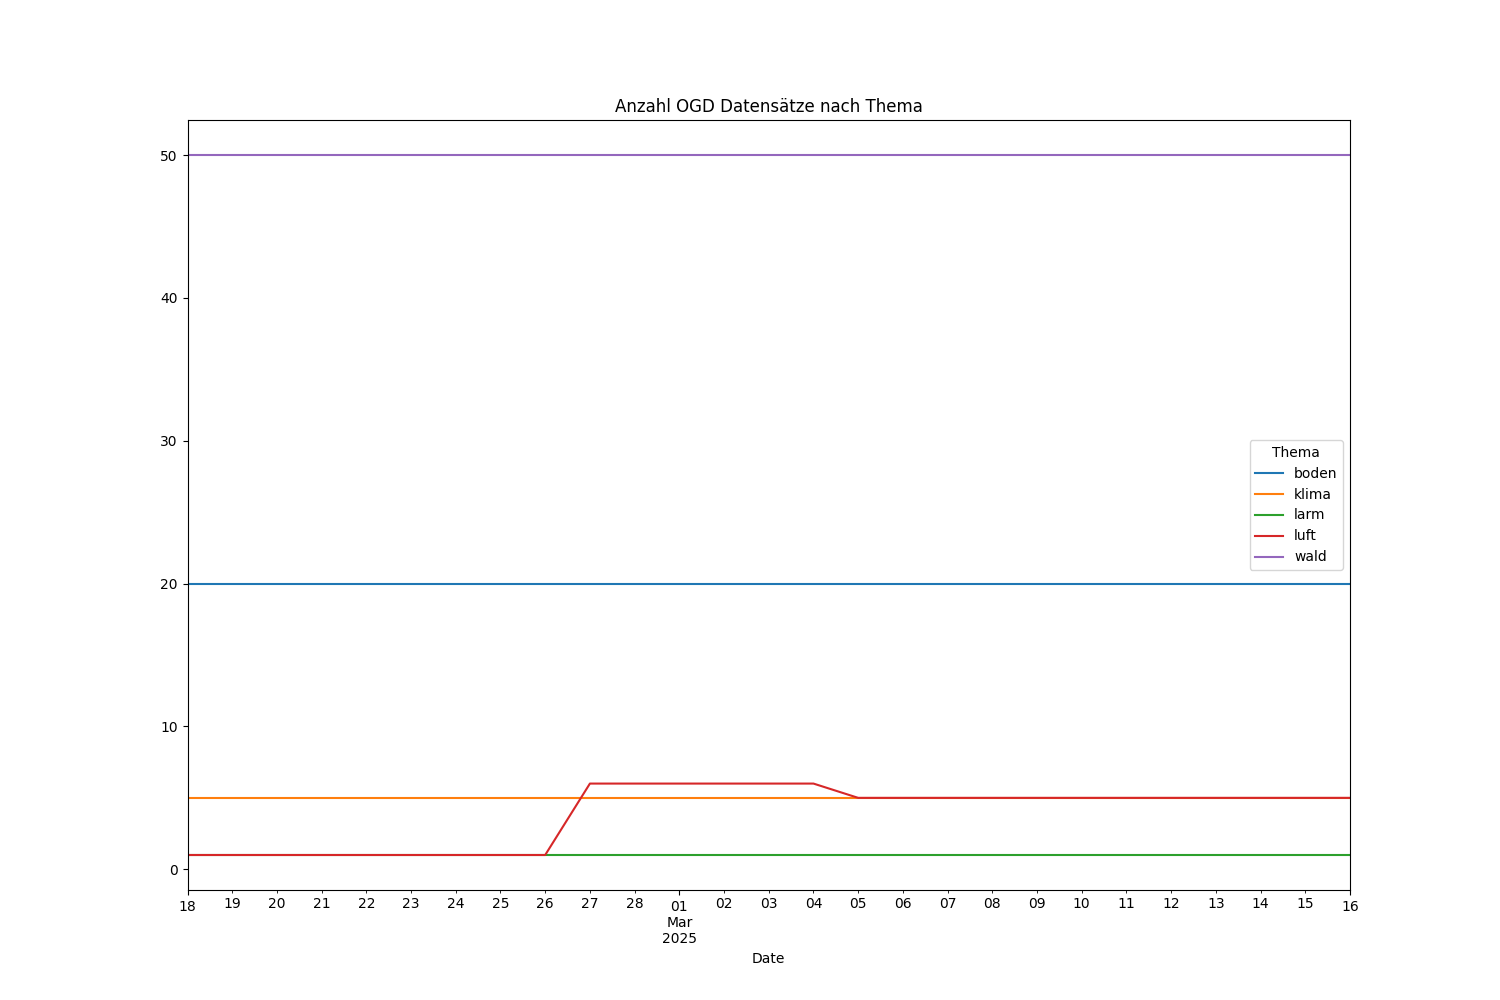 Anzahl OGD Datensätze nach Thema
50
40
30
20
10
0
Thema
boden
klima
larm
luft
wald
18 19 20 21 22 23 24 25 26 27 28 01 02 03 04 05 06 07 08 09 10 11 12 13 14 15 16
Mar
2025
Date